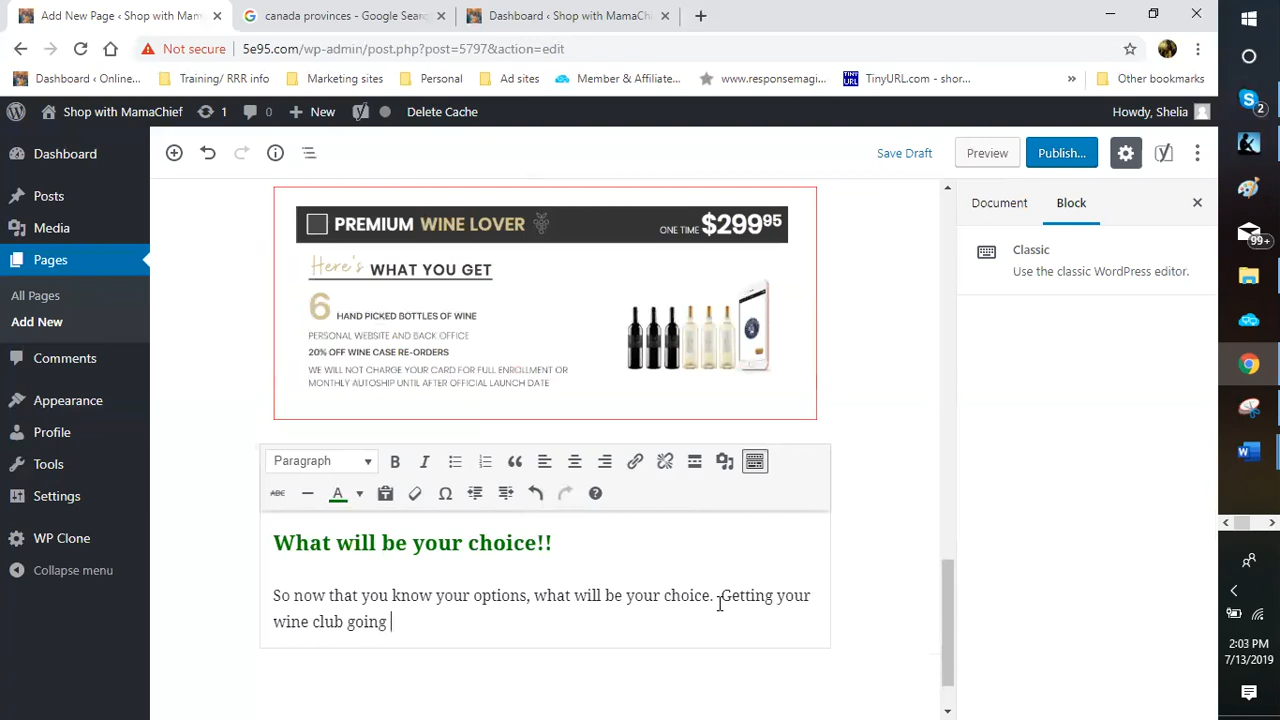 Add New Page ‹ Shop with Mam
canada provinces - Google Searc
Dashboard ‹ Shop with MamaChi
Not secure
5e95.com/wp-admin/post.php?post=5797&action=edit
Dashboard ‹ Online...
Training/ RRR info
Marketing sites
Personal
Ad sites
Member & Affiliate...
www.responsemagi...
TINY URL
TinyURL.com - shor...
»
Other bookmarks
Shop with MamaChief
1
0
New
Delete Cache
Howdy, Shelia
Dashboard
Posts
Media
Pages
All Pages
Add New
Comments
Appearance
Profile
Tools
Settings
WP Clone
Collapse menu
Save Draft
Preview
Publish...
Document
Block
Classic
Use the classic WordPress editor.
PREMIUM WINE LOVER
ONE TIME $299⁹⁵
Here's WHAT YOU GET
6 HAND PICKED BOTTLES OF WINE
PERSONAL WEBSITE AND BACK OFFICE
20% OFF WINE CASE RE-ORDERS
WE WILL NOT CHARGE YOUR CARD FOR FULL ENROLLMENT OR
MONTHLY AUTOSHIP UNTIL AFTER OFFICIAL LAUNCH DATE
Paragraph
B
I
ABC
A
Ω
What will be your choice!!
So now that you know your options, what will be your choice.  Getting your
wine club going
2
99+
2:03 PM
7/13/2019